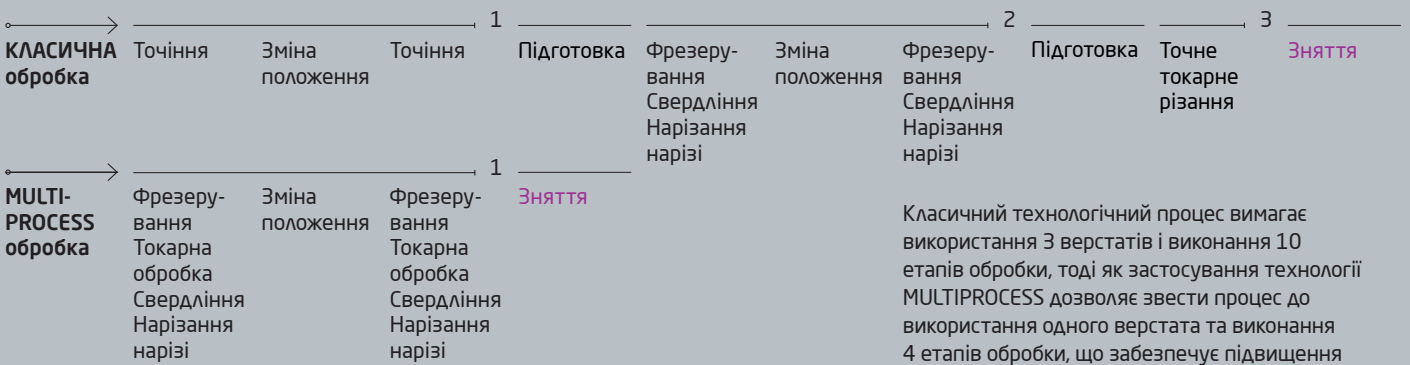 1
2
3
КЛАСИЧНА
обробка
Точіння
Зміна
положення
Точіння
Підготовка
Фрезеру-
вання
Свердління
Нарізання
нарізі
Зміна
положення
Фрезеру-
вання
Свердління
Нарізання
нарізі
Підготовка
Точне
токарне
різання
Зняття
1
MULTI-
PROCESS
обробка
Фрезеру-
вання
Токарна
обробка
Свердління
Нарізання
нарізі
Зміна
положення
Фрезеру-
вання
Токарна
обробка
Свердління
Нарізання
нарізі
Зняття
Класичний технологічний процес вимагає
використання 3 верстатів і виконання 10
етапів обробки, тоді як застосування технології
MULTIPROCESS дозволяє звести процес до
використання одного верстата та виконання
4 етапів обробки, що забезпечує підвищення